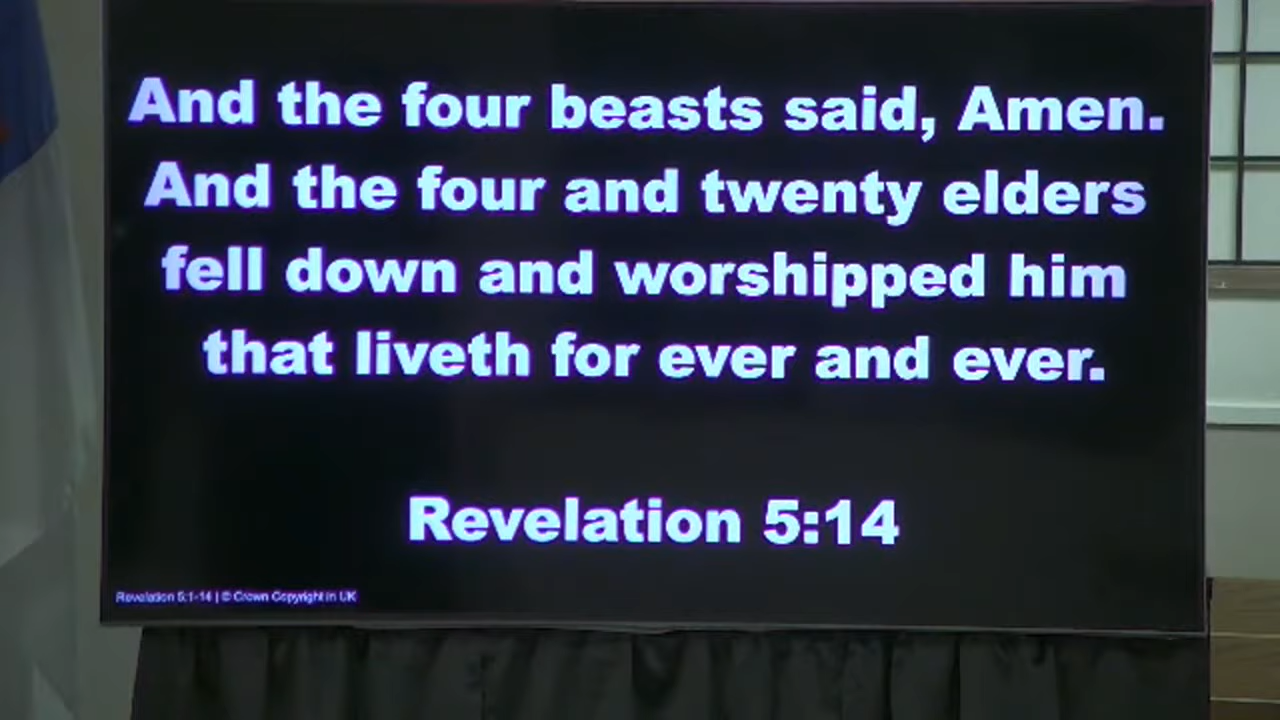 And the four beasts said, Amen.
And the four and twenty elders
fell down and worshipped him
that liveth for ever and ever.
Revelation 5:14
Revelation 5:1-14 | © Crown Copyright in UK